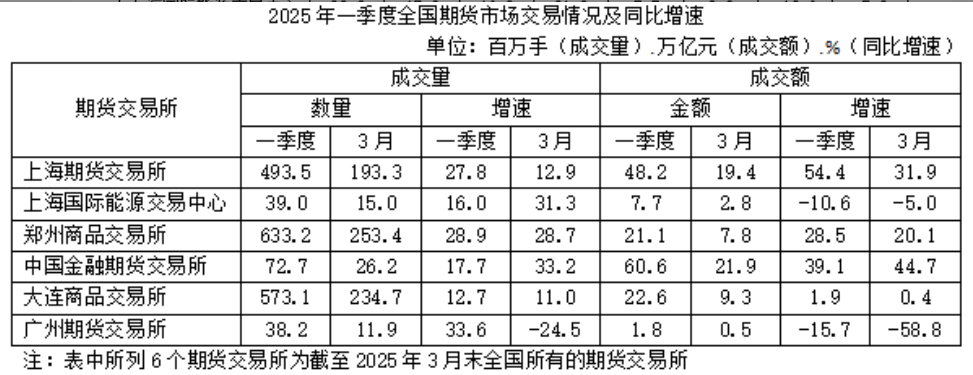 2025年一季度全国期货市场交易情况及同比增速
单位：百万手（成交量）.万亿元（成交额）.%（同比增速）
期货交易所 成交量 成交额
数量 增速 金额 增速
一季度 3月 一季度 3月 一季度 3月 一季度 3月
上海期货交易所 493.5 193.3 27.8 12.9 48.2 19.4 54.4 31.9
上海国际能源交易中心 39.0 15.0 16.0 31.3 7.7 2.8 -10.6 -5.0
郑州商品交易所 633.2 253.4 28.9 28.7 21.1 7.8 28.5 20.1
中国金融期货交易所 72.7 26.2 17.7 33.2 60.6 21.9 39.1 44.7
大连商品交易所 573.1 234.7 12.7 11.0 22.6 9.3 1.9 0.4
广州期货交易所 38.2 11.9 33.6 -24.5 1.8 0.5 -15.7 -58.8
注：表中所列6个期货交易所为截至2025年3月末全国所有的期货交易所